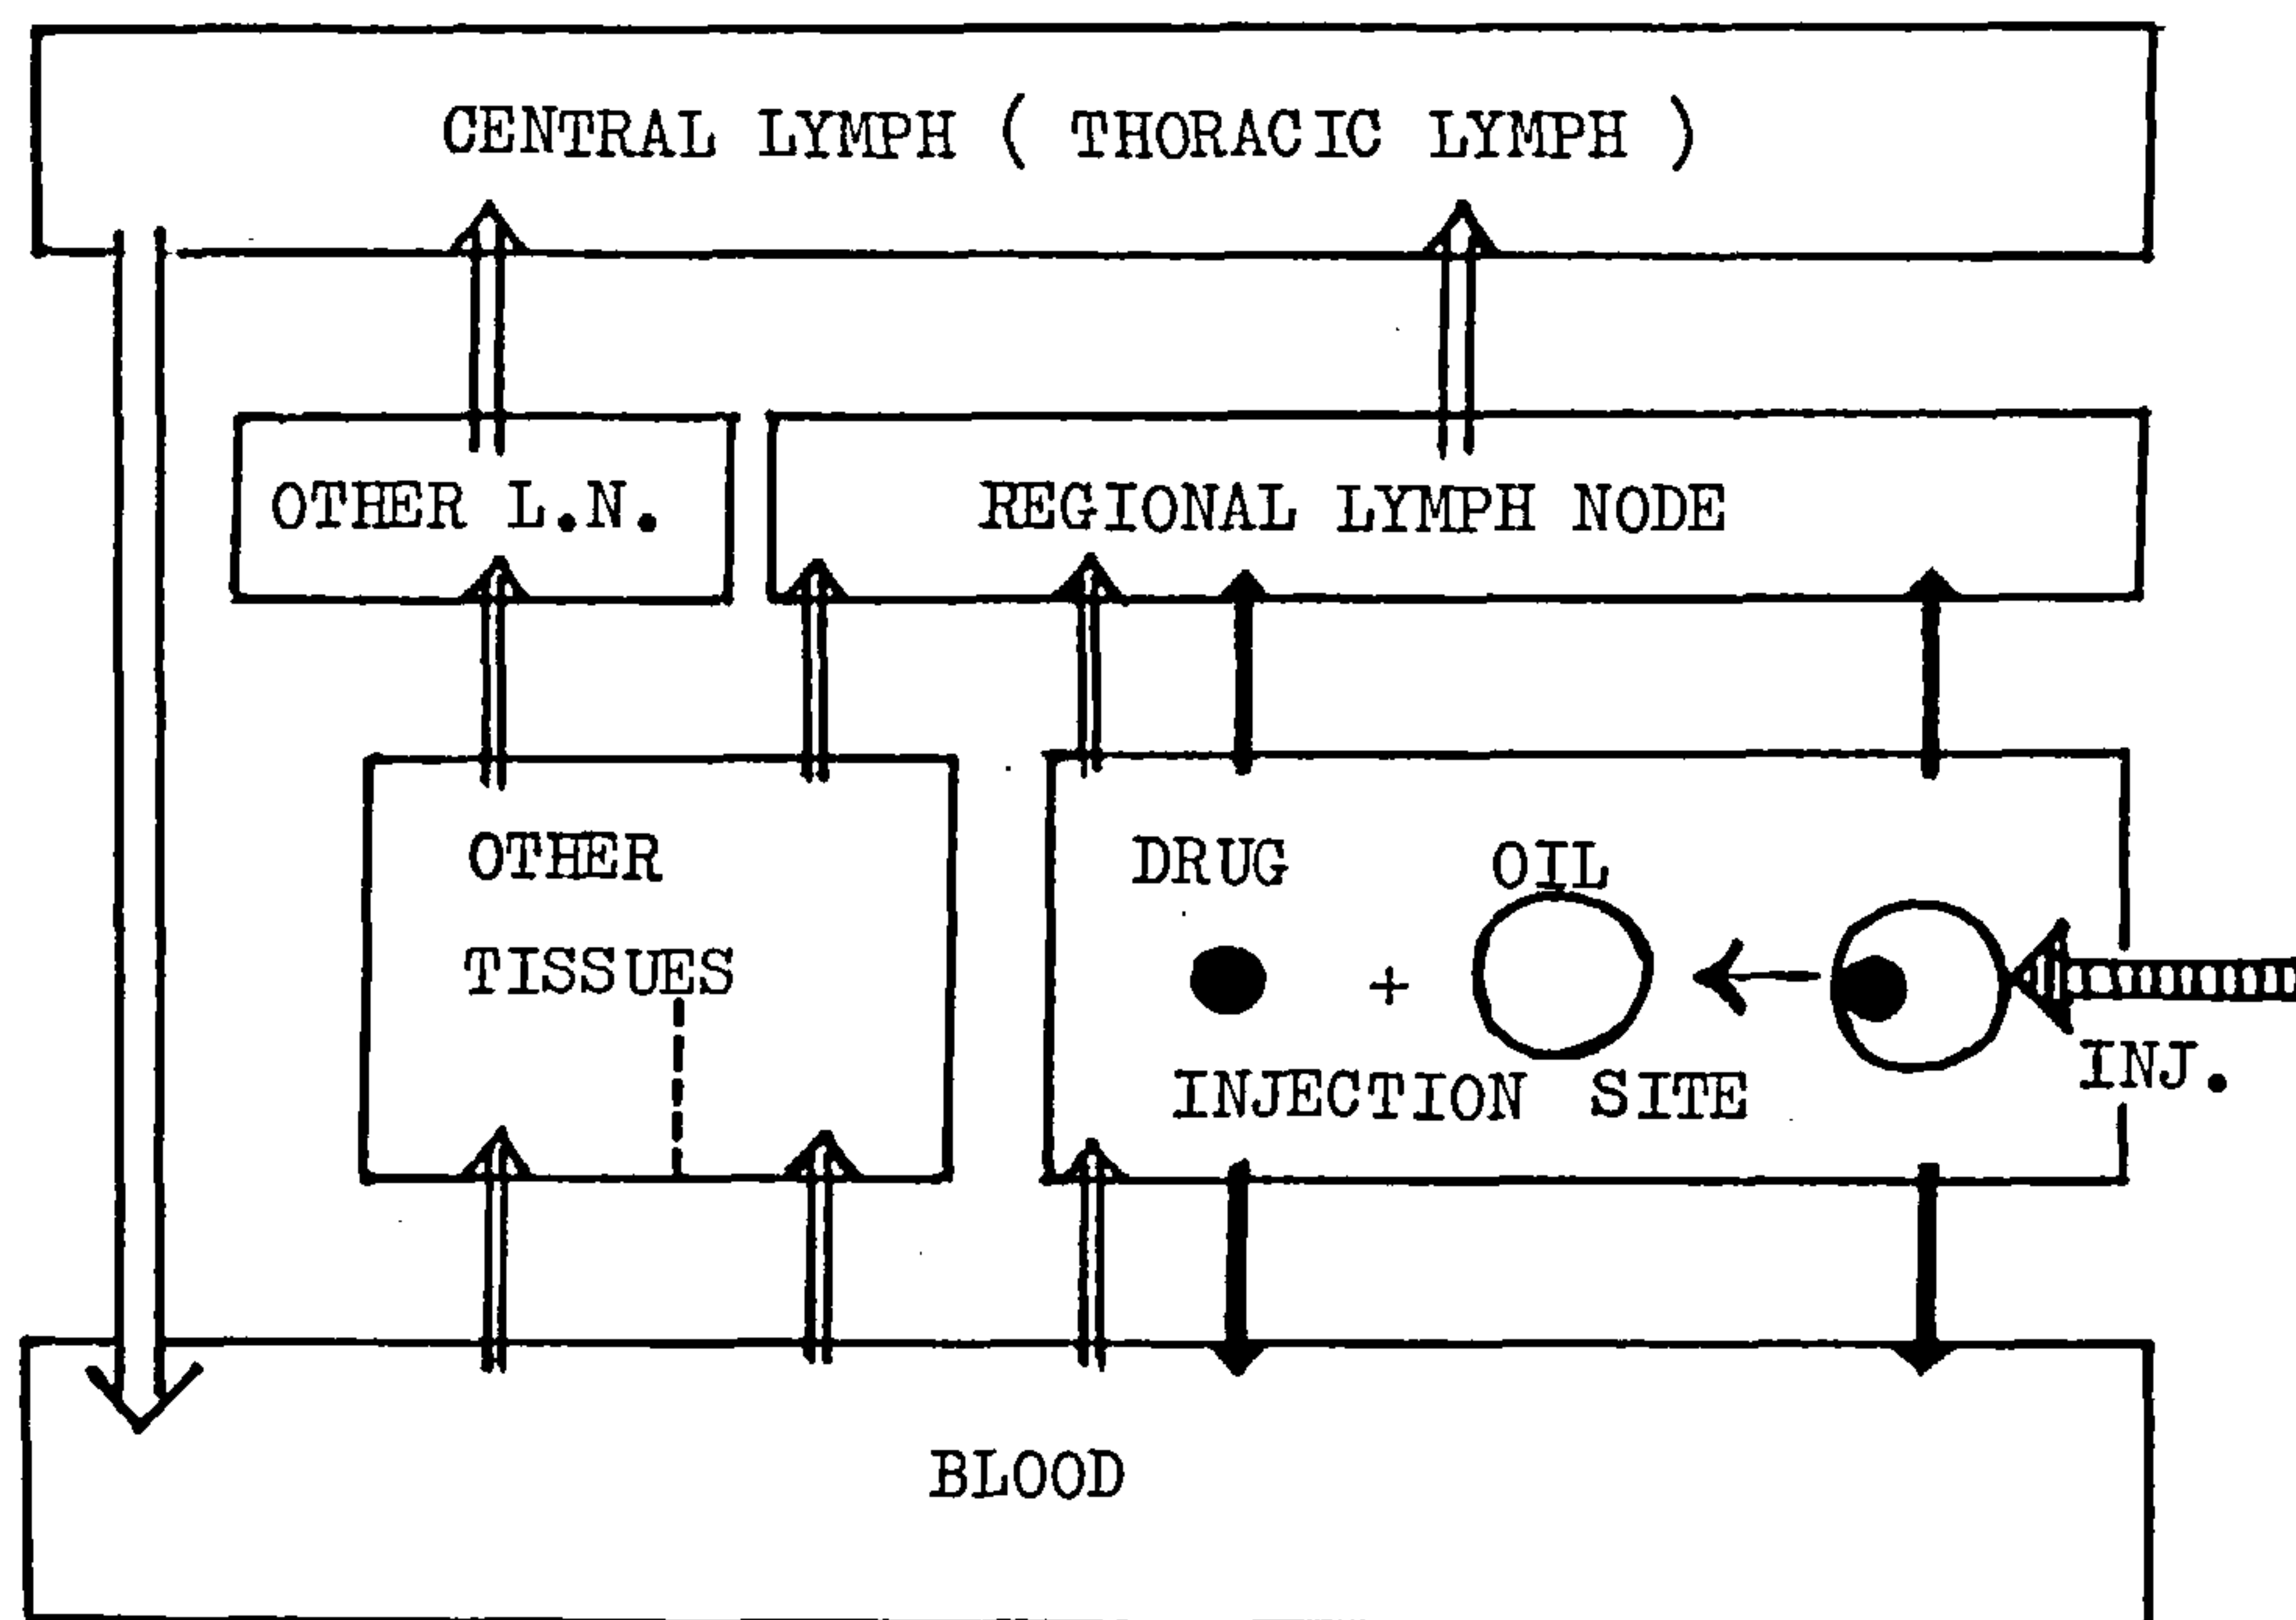 CENTRAL LYMPH ( THORACIC LYMPH )
OTHER L.N.
REGIONAL LYMPH NODE
OTHER
TISSUES
DRUG
OIL
+
INJECTION SITE
INJ.
BLOOD